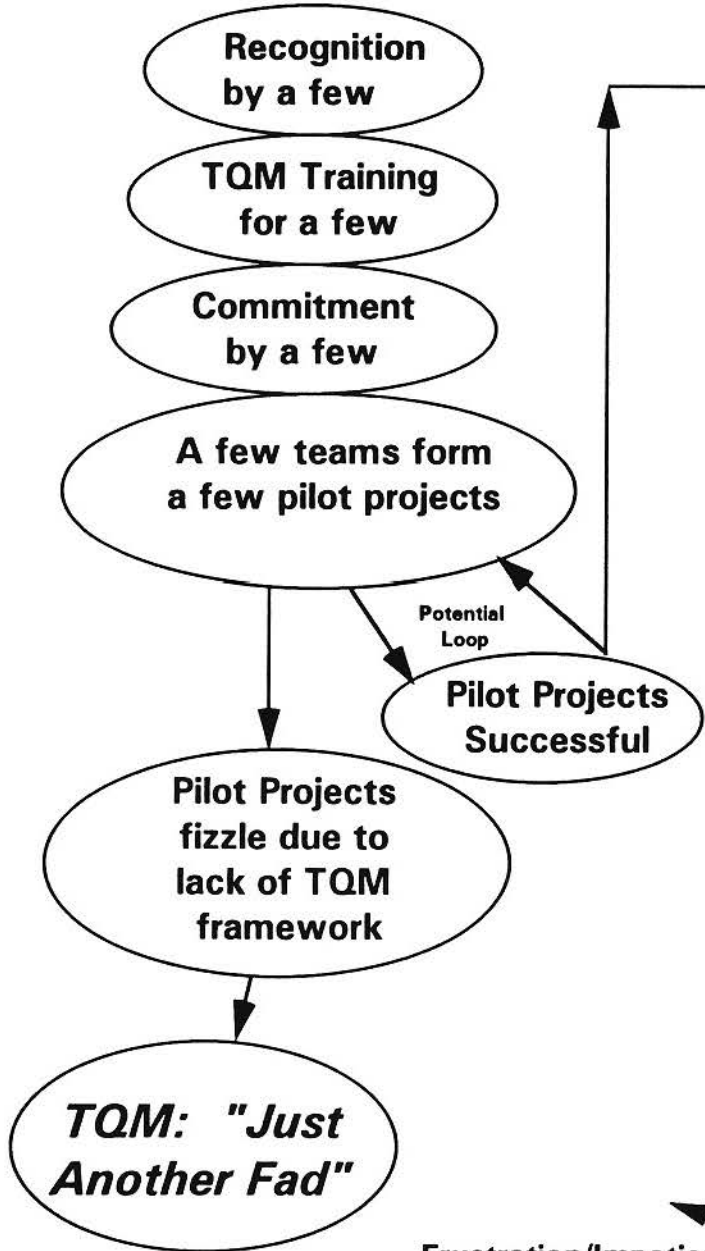 Recognition
by a few
TQM Training
for a few
Commitment
by a few
A few teams form
a few pilot projects
Potential
Loop
Pilot Projects
Successful
Pilot Projects
fizzle due to
lack of TQM
framework
TQM: "Just
Another Fad"